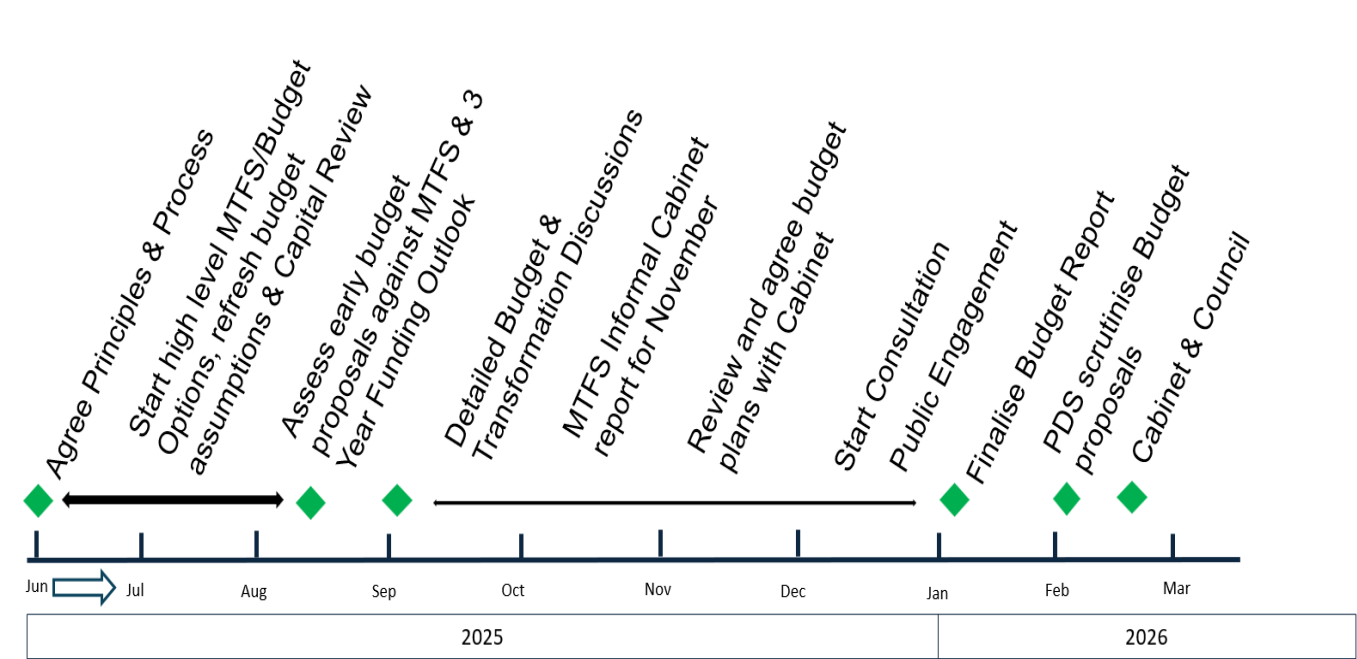 Agree Principles & Process
Start high level MTFS/Budget
Options, refresh budget
assumptions & Capital Review
Assess early budget
proposals against MTFS & 3
Year Funding Outlook
Detailed Budget &
Transformation Discussions
MTFS Informal Cabinet
report for November
Review and agree budget
plans with Cabinet
Start Consultation
Public Engagement
Finalise Budget Report
PDS scrutinise Budget
proposals
Cabinet & Council
Jun
Jul
Aug
Sep
Oct
Nov
Dec
Jan
Feb
Mar
2025
2026